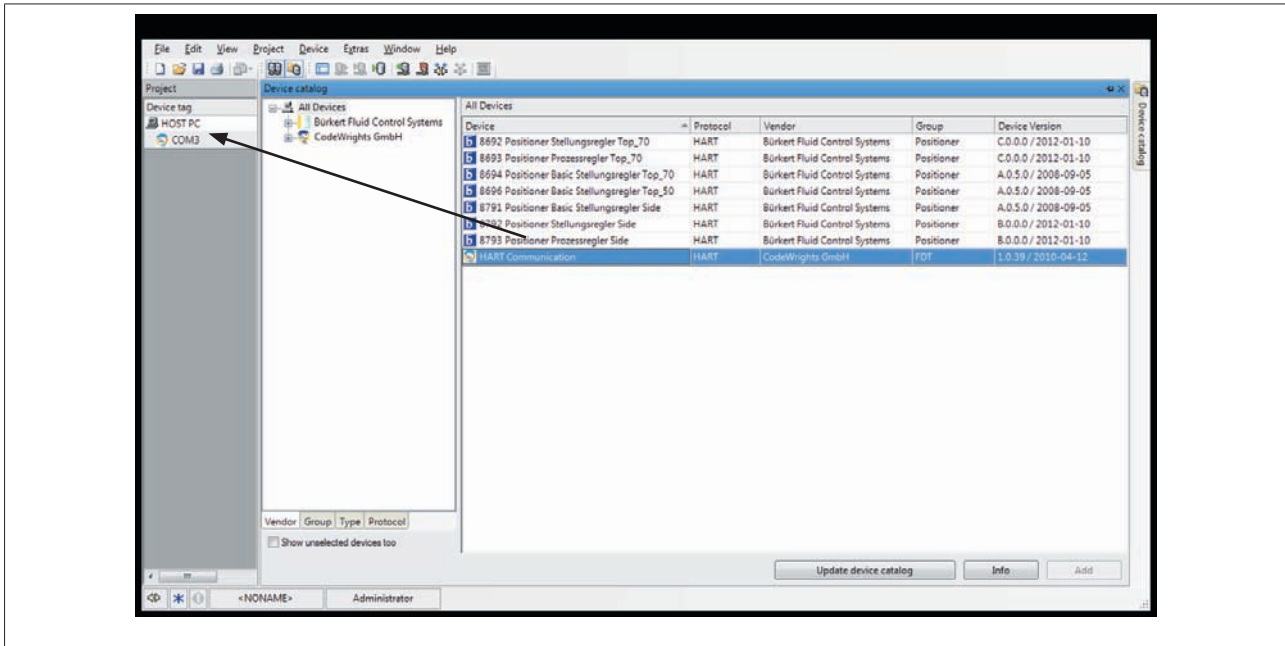 File Edit View Project Device Extras Window Help
Project
Device tag
HOST PC
COM3
Device catalog
All Devices
Bürkert Fluid Control Systems
CodeWrights GmbH
Vendor Group Type Protocol
Show unselected devices too
All Devices
Device Protocol Vendor Group Device Version
8692 Positioner Stellungsregler Top_70 HART Bürkert Fluid Control Systems Positioner C.0.0.0 / 2012-01-10
8693 Positioner Prozessregler Top_70 HART Bürkert Fluid Control Systems Positioner C.0.0.0 / 2012-01-10
8694 Positioner Basic Stellungsregler Top_70 HART Bürkert Fluid Control Systems Positioner A.0.5.0 / 2008-09-05
8696 Positioner Basic Stellungsregler Top_50 HART Bürkert Fluid Control Systems Positioner A.0.5.0 / 2008-09-05
8791 Positioner Basic Stellungsregler Side HART Bürkert Fluid Control Systems Positioner A.0.5.0 / 2008-09-05
8792 Positioner Stellungsregler Side HART Bürkert Fluid Control Systems Positioner B.0.0.0 / 2012-01-10
8793 Positioner Prozessregler Side HART Bürkert Fluid Control Systems Positioner B.0.0.0 / 2012-01-10
HART Communication HART CodeWrights GmbH FDT 1.0.39 / 2010-04-12
Update device catalog Info Add
Device catalog
<NONAME> Administrator